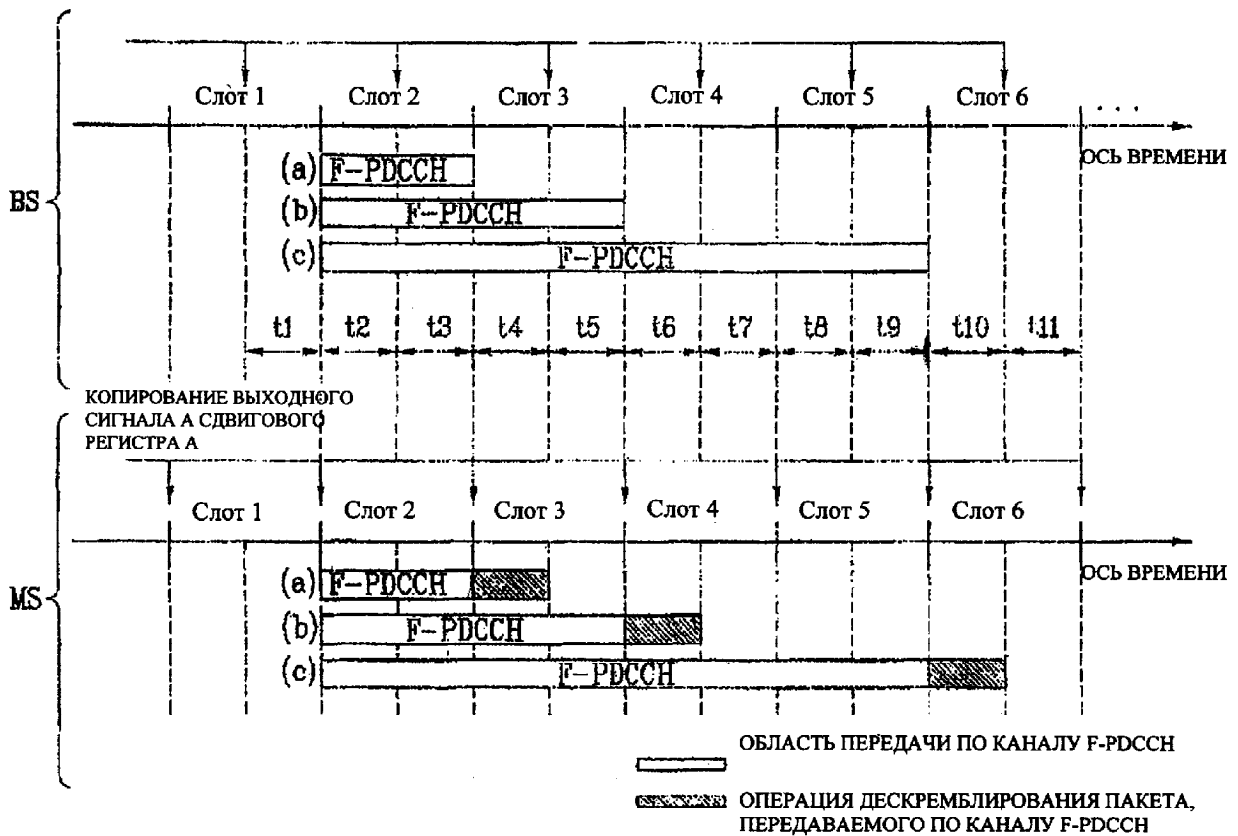 Слот 1 Слот 2 Слот 3 Слот 4 Слот 5 Слот 6 . . .
ОСЬ ВРЕМЕНИ
BS
(a) F-PDCCH
(b) F-PDCCH
(c) F-PDCCH
t1 t2 t3 t4 t5 t6 t7 t8 t9 t10 t11
КОПИРОВАНИЕ ВЫХОДНОГО
СИГНАЛА А СДВИГОВОГО
РЕГИСТРА А
Слот 1 Слот 2 Слот 3 Слот 4 Слот 5 Слот 6
ОСЬ ВРЕМЕНИ
MS
(a) F-PDCCH
(b) F-PDCCH
(c) F-PDCCH
ОБЛАСТЬ ПЕРЕДАЧИ ПО КАНАЛУ F-PDCCH
ОПЕРАЦИЯ ДЕСКРЕМБЛИРОВАНИЯ ПАКЕТА,
ПЕРЕДАВАЕМОГО ПО КАНАЛУ F-PDCCH